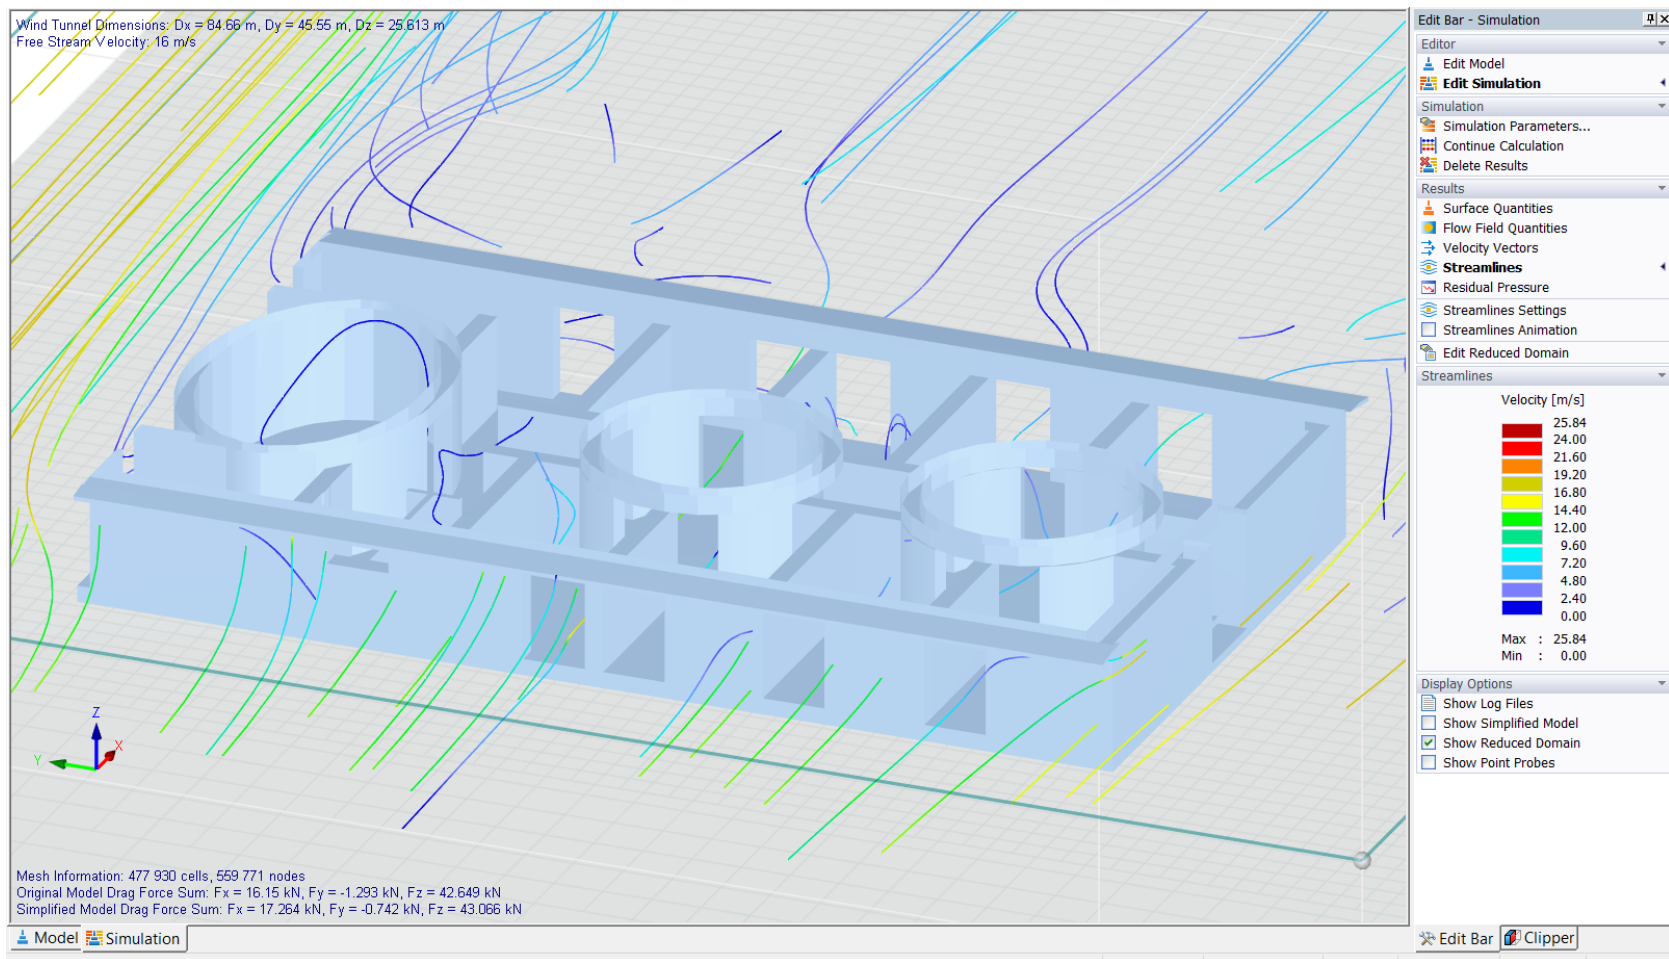 Wind Tunnel Dimensions: Dx = 84.66 m, Dy = 45.55 m, Dz = 25.613 m
Free Stream Velocity: 16 m/s
Z
X
Y
Mesh Information: 477 930 cells, 559 771 nodes
Original Model Drag Force Sum: Fx = 16.15 kN, Fy = -1.293 kN, Fz = 42.649 kN
Simplified Model Drag Force Sum: Fx = 17.264 kN, Fy = -0.742 kN, Fz = 43.066 kN
Model
Simulation
Edit Bar - Simulation
Editor
Edit Model
Edit Simulation
Simulation
Simulation Parameters...
Continue Calculation
Delete Results
Results
Surface Quantities
Flow Field Quantities
Velocity Vectors
Streamlines
Residual Pressure
Streamlines Settings
Streamlines Animation
Edit Reduced Domain
Streamlines
Velocity [m/s]
25.84
24.00
21.60
19.20
16.80
14.40
12.00
9.60
7.20
4.80
2.40
0.00
Max : 25.84
Min : 0.00
Display Options
Show Log Files
Show Simplified Model
Show Reduced Domain
Show Point Probes
Edit Bar
Clipper